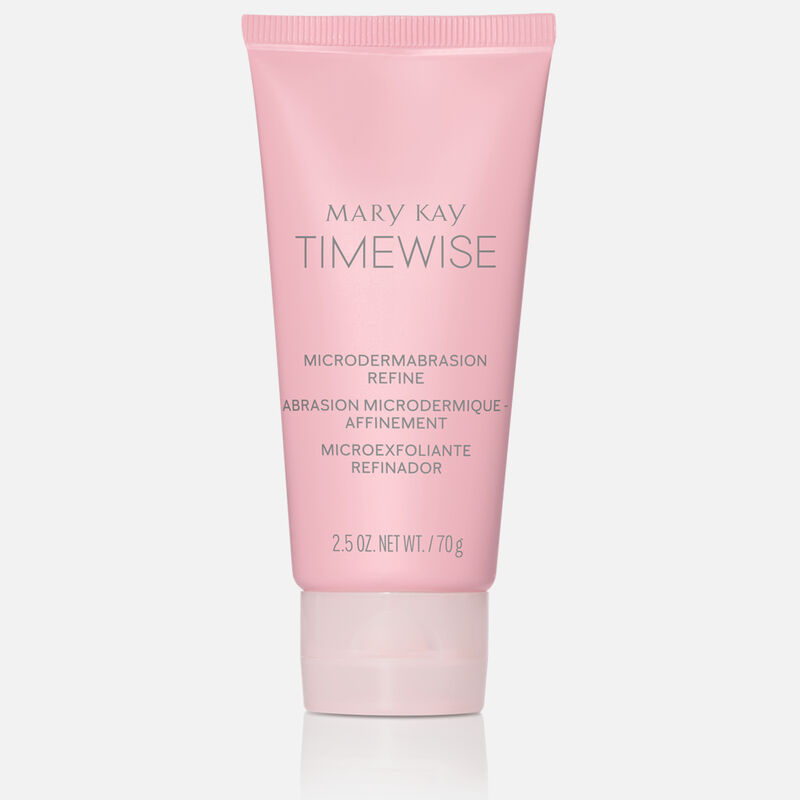 MARY KAY
TIMEWISE
MICRODERMABRASION
REFINE
ABRASION MICRODERMIQUE -
AFFINEMENT
MICROEXFOLIANTE
REFINADOR
2.5 OZ. NET WT. / 70 g